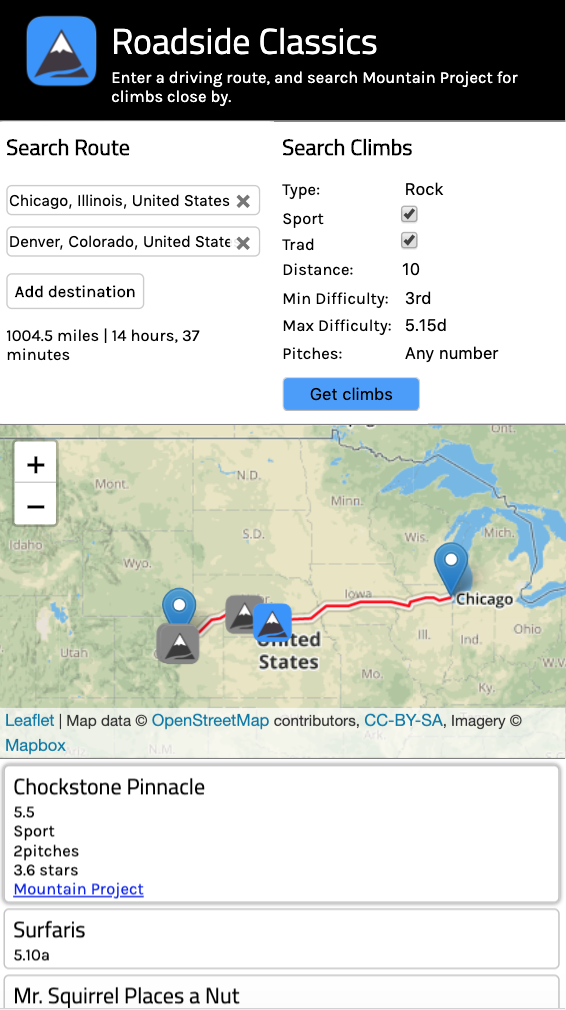 Roadside Classics
Enter a driving route, and search Mountain Project for
climbs close by.
Search Route
Chicago, Illinois, United States
Denver, Colorado, United State
Add destination
1004.5 miles | 14 hours, 37
minutes
Search Climbs
Type: Rock
Sport
Trad
Distance: 10
Min Difficulty: 3rd
Max Difficulty: 5.15d
Pitches: Any number
Get climbs
+
−
Ont.
Mont.
N.D.
Minn.
Idaho
S.D.
Wis.
Mich.
Wyo.
Iowa
Chicago
Utah
United
States
Ill.
Ind.
Ohio
Mo.
W.V
Ky.
Leaflet | Map data © OpenStreetMap contributors, CC-BY-SA, Imagery ©
Mapbox
Ark.
N.M.
Chockstone Pinnacle
5.5
Sport
2pitches
3.6 stars
Mountain Project
Surfaris
5.10a
Mr. Squirrel Places a Nut